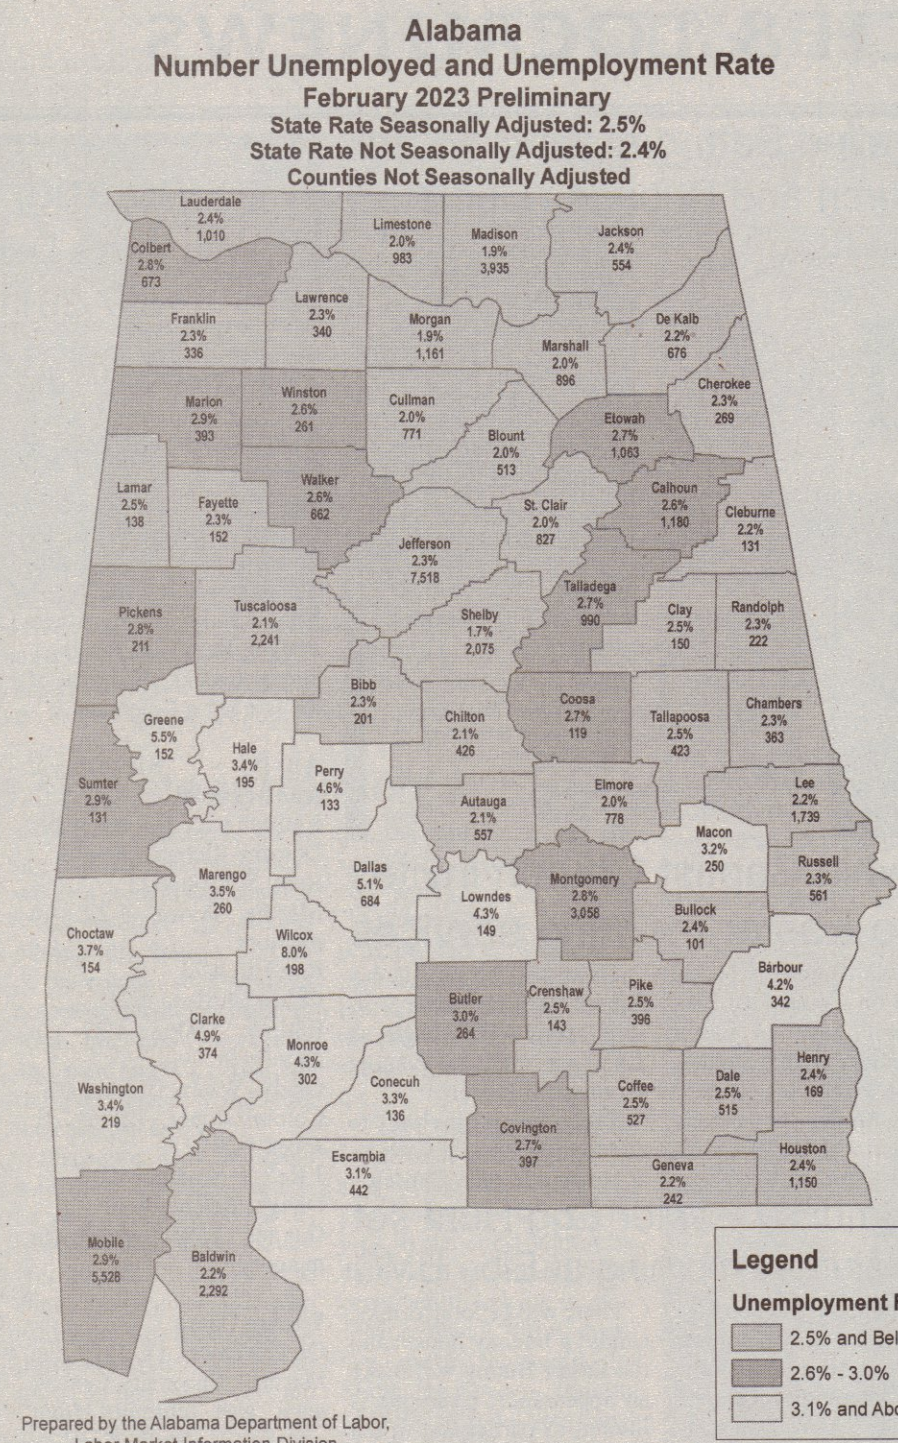 Alabama
Number Unemployed and Unemployment Rate
February 2023 Preliminary
State Rate Seasonally Adjusted: 2.5%
State Rate Not Seasonally Adjusted: 2.4%
Counties Not Seasonally Adjusted
Lauderdale
2.4%
1,010
Limestone
2.0%
983
Madison
1.9%
3,935
Jackson
2.4%
554
Colbert
2.8%
673
Lawrence
2.3%
340
Franklin
2.3%
336
Morgan
1.9%
1,161
Marshall
2.0%
896
De Kalb
2.2%
676
Cherokee
2.3%
269
Marion
2.9%
393
Winston
2.6%
261
Cullman
2.0%
771
Blount
2.0%
513
Etowah
2.7%
1,063
Lamar
2.5%
138
Fayette
2.3%
152
Walker
2.6%
662
Jefferson
2.3%
7,518
St. Clair
2.0%
827
Calhoun
2.6%
1,180
Cleburne
2.2%
131
Pickens
2.8%
211
Tuscaloosa
2.1%
2,241
Shelby
1.7%
2,075
Talladega
2.7%
990
Clay
2.5%
150
Randolph
2.3%
222
Greene
5.5%
152
Hale
3.4%
195
Bibb
2.3%
201
Chilton
2.1%
426
Coosa
2.7%
119
Tallapoosa
2.5%
423
Chambers
2.3%
363
Sumter
2.9%
131
Perry
4.6%
133
Autauga
2.1%
557
Elmore
2.0%
778
Lee
2.2%
1,739
Macon
3.2%
250
Russell
2.3%
561
Marengo
3.5%
260
Dallas
5.1%
684
Lowndes
4.3%
149
Montgomery
2.8%
3,058
Bullock
2.4%
101
Choctaw
3.7%
154
Wilcox
8.0%
198
Butler
3.0%
264
Crenshaw
2.5%
143
Pike
2.5%
396
Barbour
4.2%
342
Clarke
4.9%
374
Monroe
4.3%
302
Conecuh
3.3%
136
Washington
3.4%
219
Coffee
2.5%
527
Dale
2.5%
515
Henry
2.4%
169
Covington
2.7%
397
Escambia
3.1%
442
Geneva
2.2%
242
Houston
2.4%
1,150
Mobile
2.9%
5,528
Baldwin
2.2%
2,292
Legend
Unemployment
2.5% and Bel
2.6% - 3.0%
3.1% and Abo
Prepared by the Alabama Department of Labor,
Labor Market Information Division